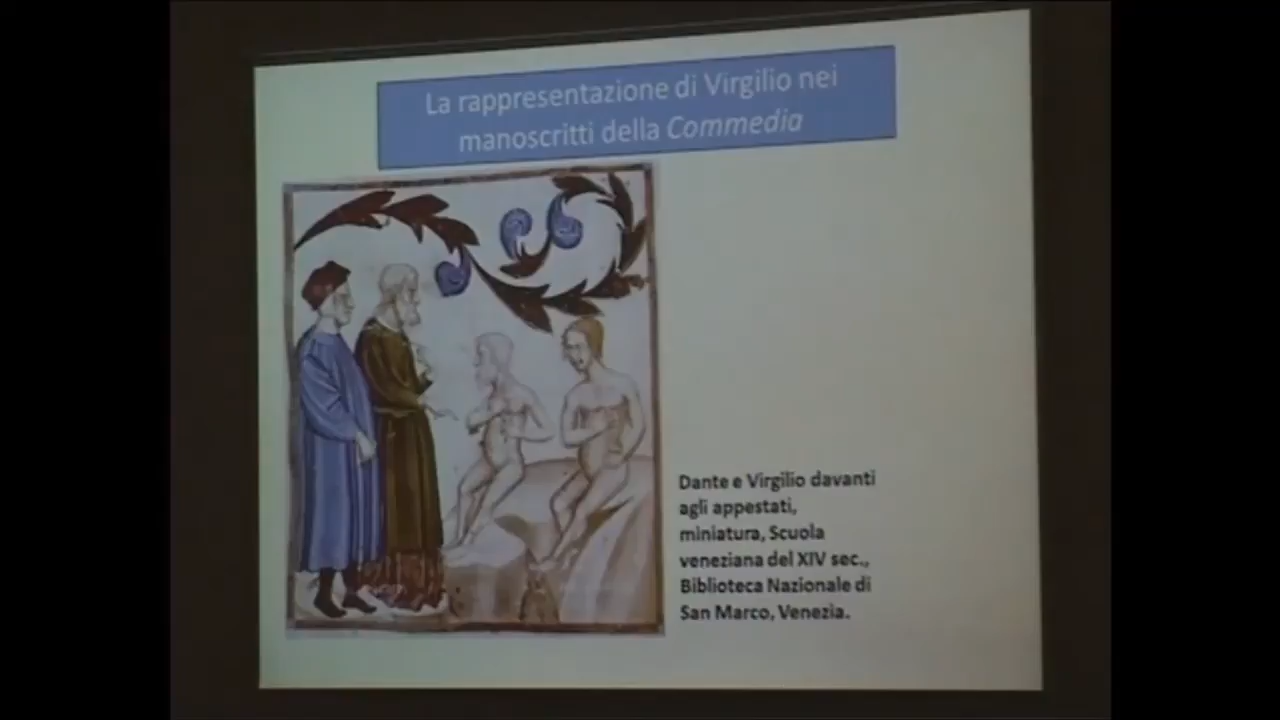 La rappresentazione di Virgilio nei
manoscritti della Commedia
Dante e Virgilio davanti
agli appestati,
miniatura, Scuola
veneziana del XIV sec.,
Biblioteca Nazionale di
San Marco, Venezia.